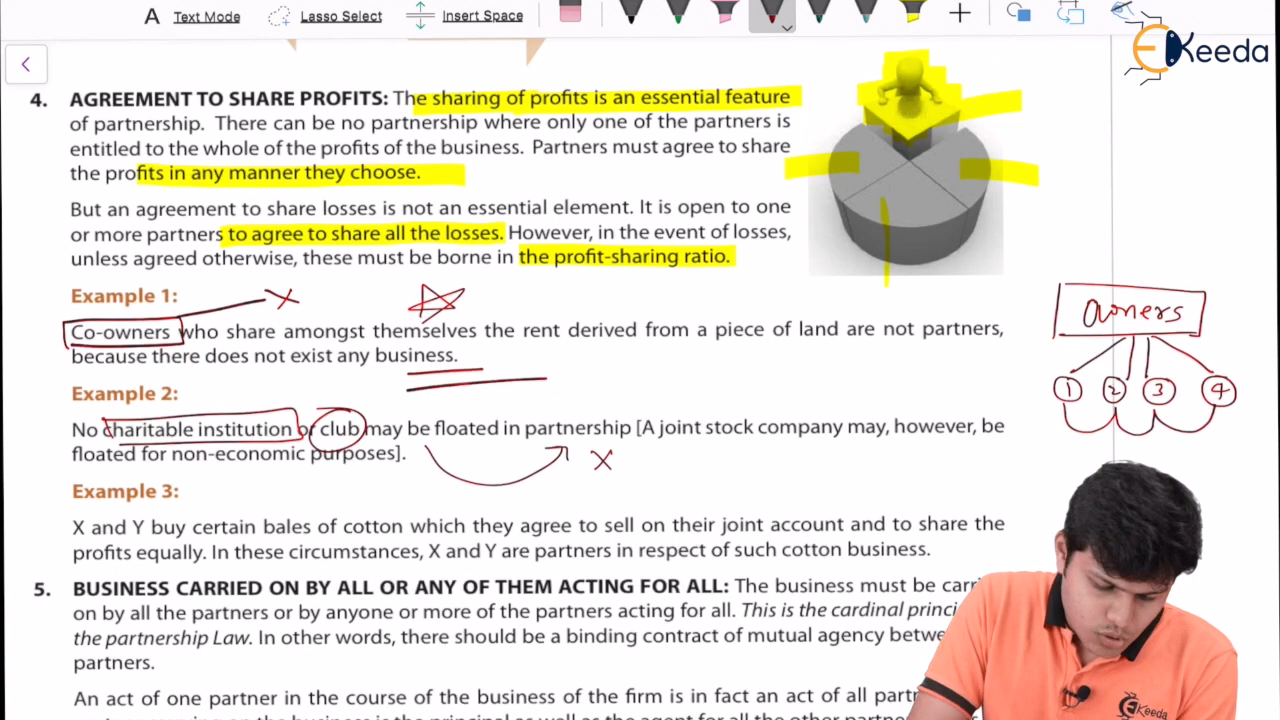 A Text Mode Lasso Select Insert Space
EKeeda
4. AGREEMENT TO SHARE PROFITS: The sharing of profits is an essential feature
of partnership. There can be no partnership where only one of the partners is
entitled to the whole of the profits of the business. Partners must agree to share
the profits in any manner they choose.
But an agreement to share losses is not an essential element. It is open to one
or more partners to agree to share all the losses. However, in the event of losses,
unless agreed otherwise, these must be borne in the profit-sharing ratio.
Example 1:
X
owners
Co-owners who share amongst themselves the rent derived from a piece of land are not partners,
because there does not exist any business.
1 2 3 4
Example 2:
No charitable institution or club may be floated in partnership [A joint stock company may, however, be
floated for non-economic purposes].
X
Example 3:
X and Y buy certain bales of cotton which they agree to sell on their joint account and to share the
profits equally. In these circumstances, X and Y are partners in respect of such cotton business.
5. BUSINESS CARRIED ON BY ALL OR ANY OF THEM ACTING FOR ALL: The business must be
on by all the partners or by anyone or more of the partners acting for all. This is the cardinal
the partnership Law. In other words, there should be a binding contract of mutual agency
partners.
An act of one partner in the course of the business of the firm is in fact an act of all
EKeeda